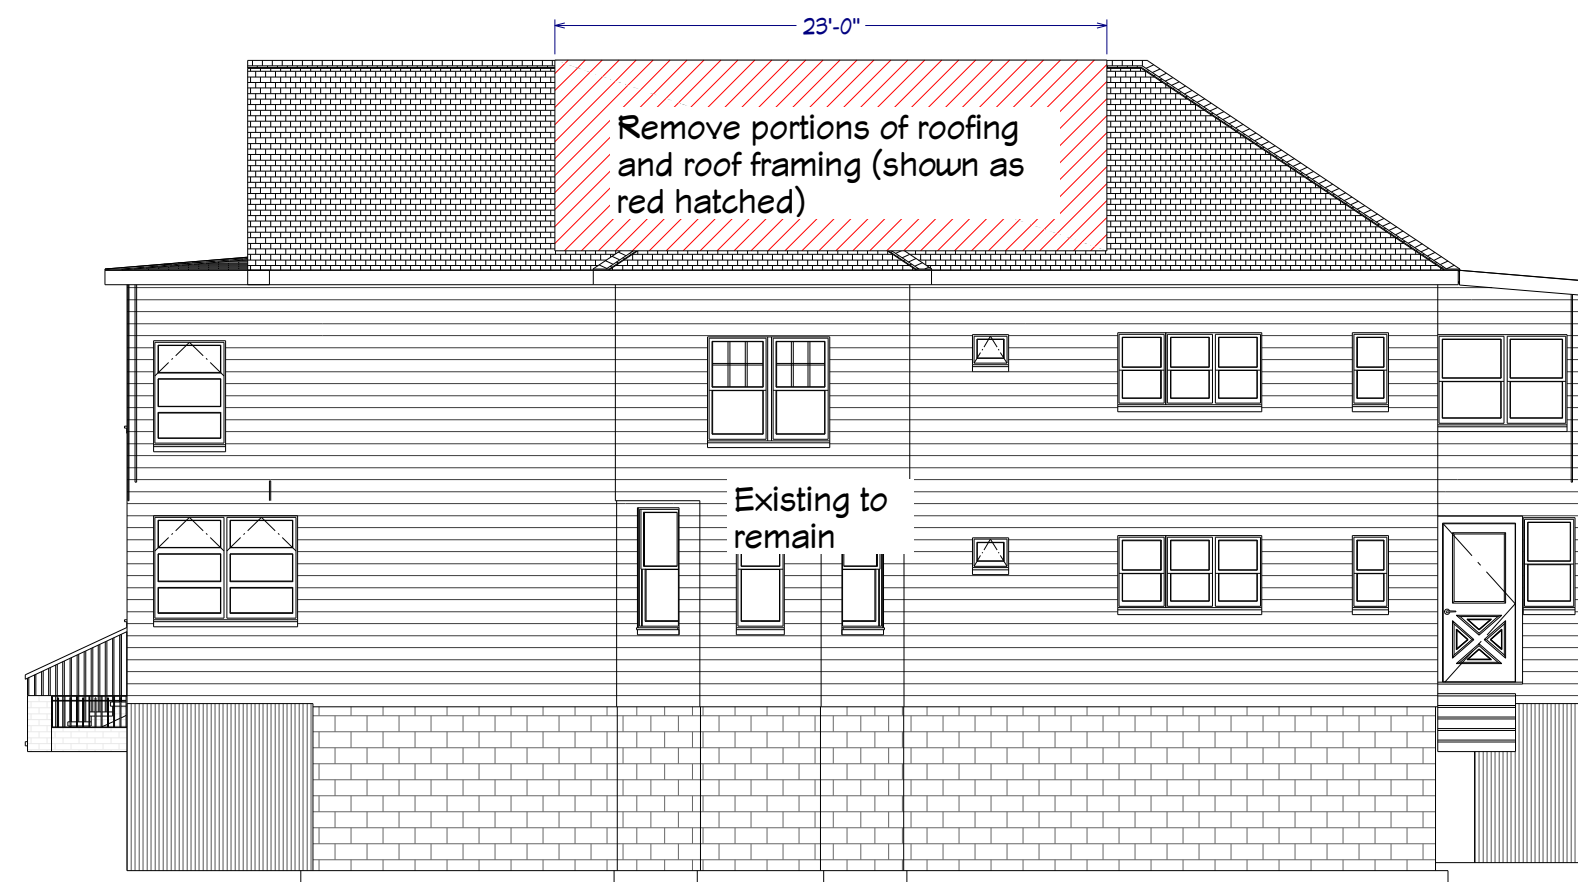 23'-0"
Remove portions of roofing
and roof framing (shown as
red hatched)
Existing to
remain